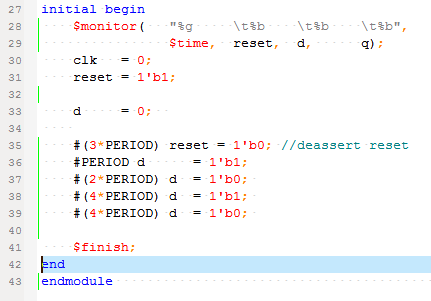 27 initial begin
28     $monitor(   "%g     \t%b    \t%b    \t%b",
29                 $time,  reset,  d,      q);
30     clk   = 0;
31     reset = 1'b1;
32
33     d     = 0;
34
35     #(3*PERIOD) reset = 1'b0; //deassert reset
36     #PERIOD d      = 1'b1;
37     #(2*PERIOD) d  = 1'b0;
38     #(4*PERIOD) d  = 1'b1;
39     #(4*PERIOD) d  = 1'b0;
40
41     $finish;
42 end
43 endmodule